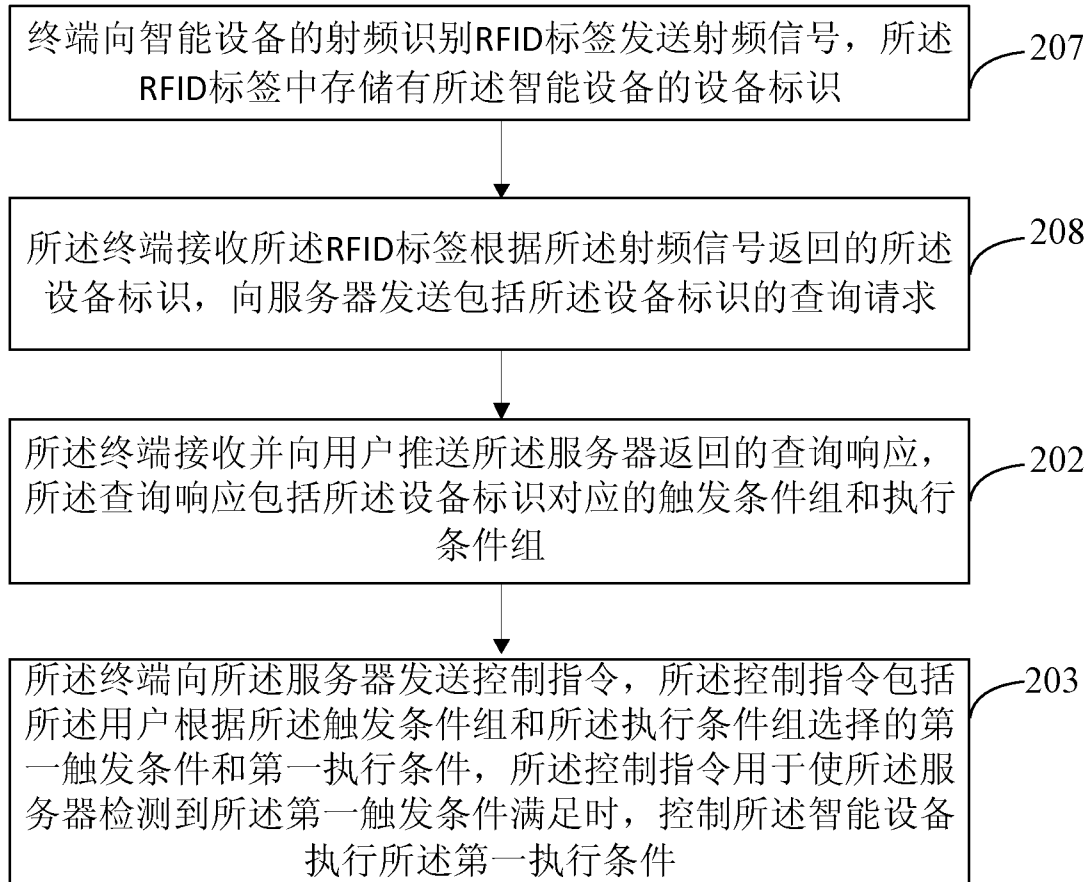 终端向智能设备的射频识别RFID标签发送射频信号，所述
RFID标签中存储有所述智能设备的设备标识
207
所述终端接收所述RFID标签根据所述射频信号返回的所述
设备标识，向服务器发送包括所述设备标识的查询请求
208
所述终端接收并向用户推送所述服务器返回的查询响应，
所述查询响应包括所述设备标识对应的触发条件组和执行
条件组
202
所述终端向所述服务器发送控制指令，所述控制指令包括
所述用户根据所述触发条件组和所述执行条件组选择的第
一触发条件和第一执行条件，所述控制指令用于使所述服
务器检测到所述第一触发条件满足时，控制所述智能设备
执行所述第一执行条件
203